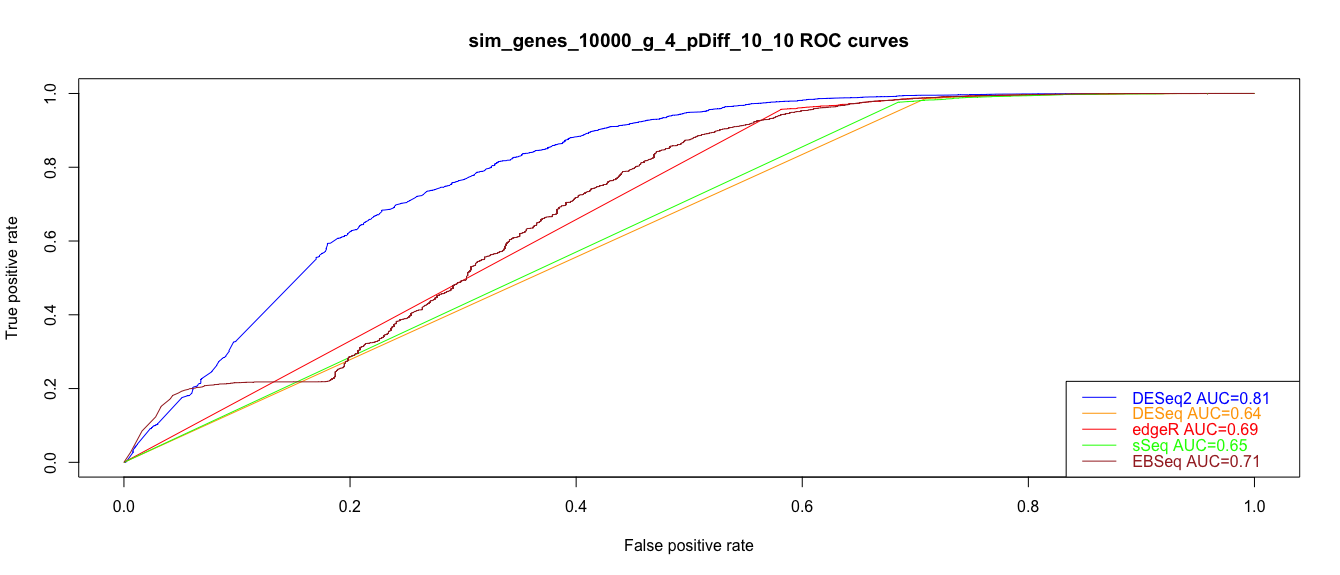 sim_genes_10000_g_4_pDiff_10_10 ROC curves
True positive rate
1.0
0.8
0.6
0.4
0.2
0.0
DESeq2 AUC=0.81
DESeq AUC=0.64
edgeR AUC=0.69
sSeq AUC=0.65
EBSeq AUC=0.71
0.0 0.2 0.4 0.6 0.8 1.0
False positive rate